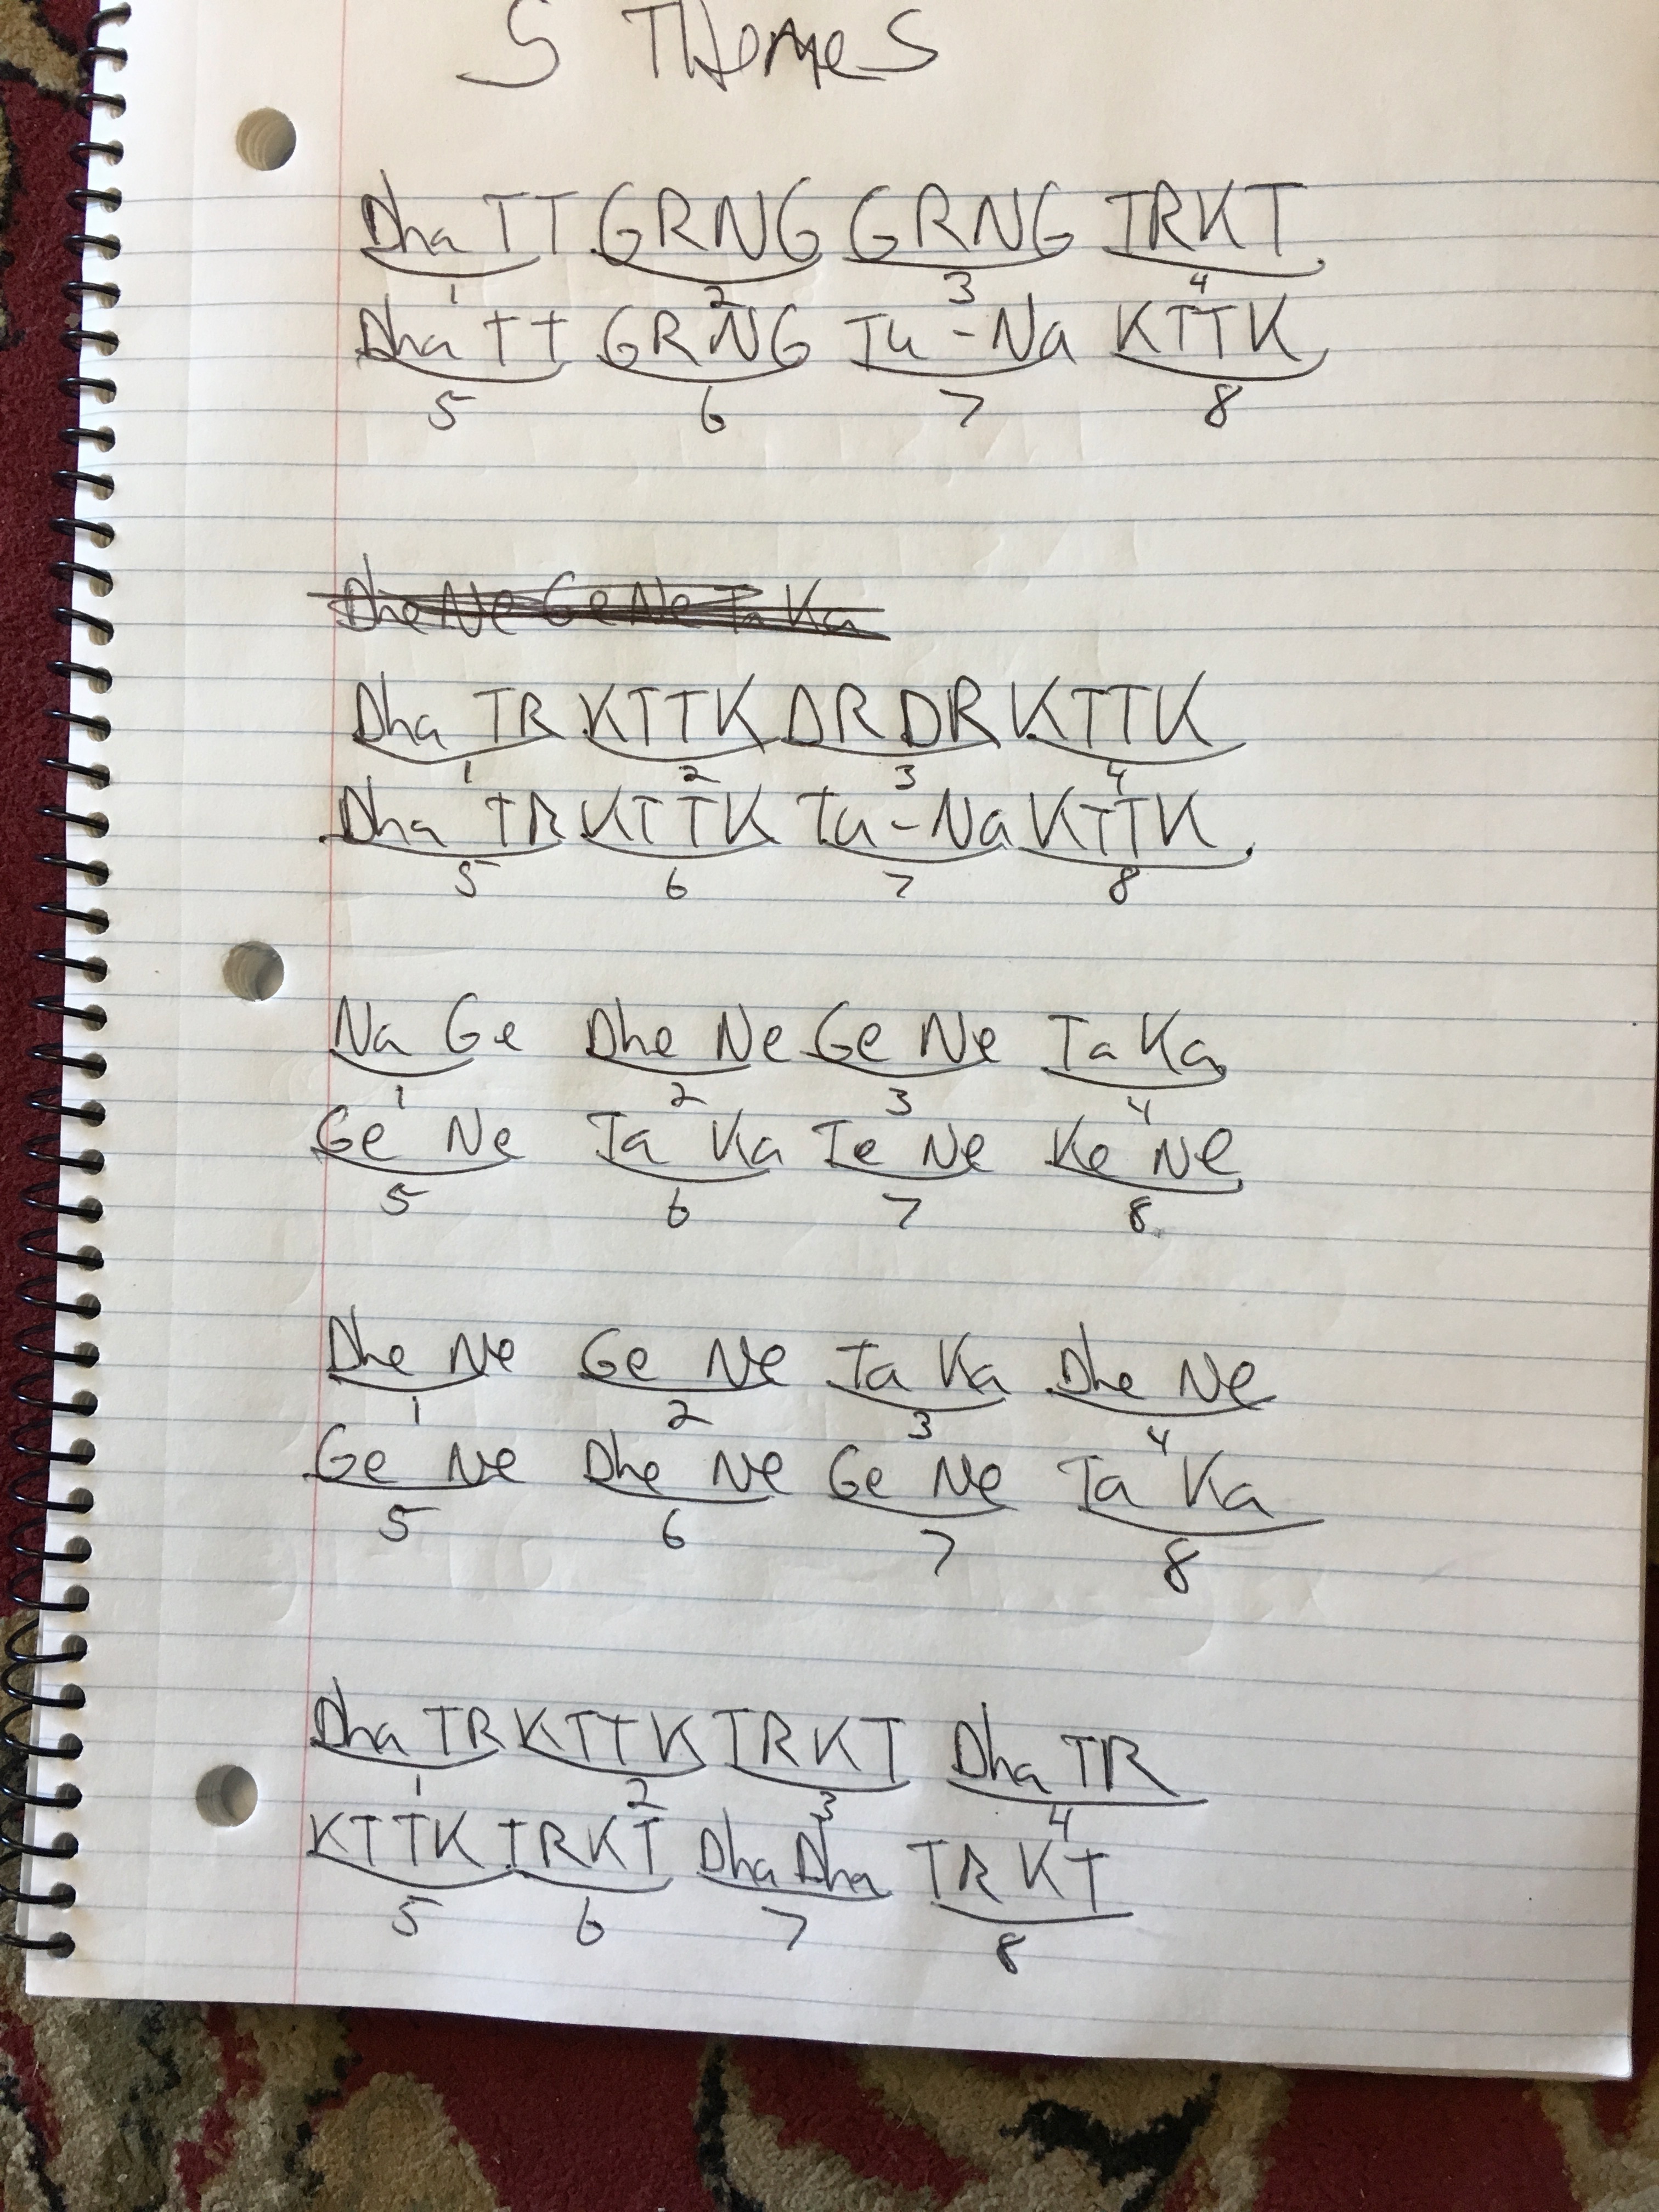 5 Themes
Dha TT GRNG GRNG TRKT
1 2 3 4
Dha TT GRNG Tu-Na KTTK
5 6 7 8
Dhe Ne Ge Ne Ta Ka
Dha TR KTTK DRDR KTTK
1 2 3 4
Dha TR KTTK Tu-Na KTTK
5 6 7 8
Na Ge Dhe Ne Ge Ne Ta Ka
1 2 3 4
Ge Ne Ta Ka Te Ne Ke Ne
5 6 7 8
Dhe Ne Ge Ne Ta Ka Dhe Ne
1 2 3 4
Ge Ne Dhe Ne Ge Ne Ta Ka
5 6 7 8
Dha TR KTTK TRKT Dha TR
1 2 3 4
KTTK TRKT Dha Dha TRKT
5 6 7 8